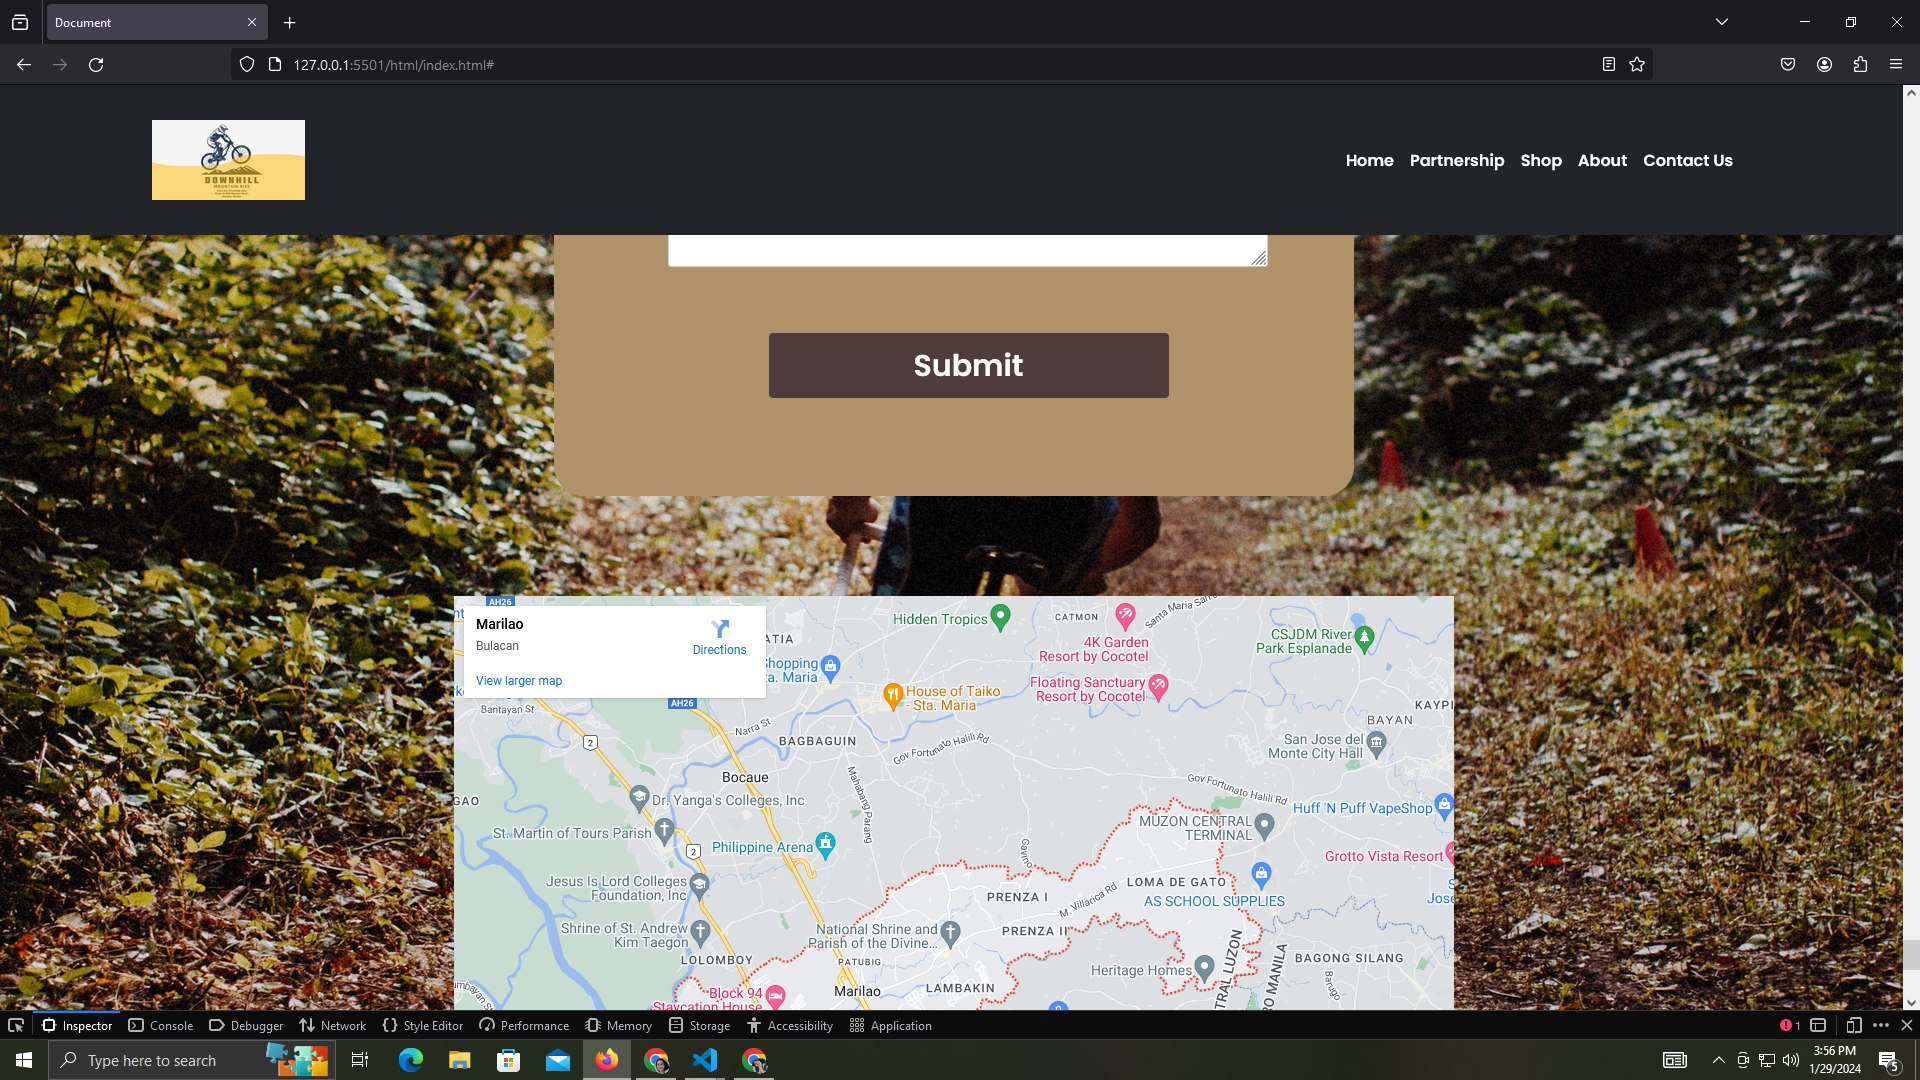 Document
127.0.0.1:5501/html/index.html#
DOWNHILL
MOUNTAIN BIKE
Home Partnership Shop About Contact Us
Submit
AH26
Marilao
Bulacan
Directions
View larger map
Hidden Tropics
CATMON
4K Garden
Resort by Cocotel
CSJDM River
Park Esplanade
Shopping
Floating Sanctuary
Resort by Cocotel
House of Taiko
- Sta. Maria
AH26
Bantayan St
Narra St
2
BAGBAGUIN
Gov Fortunato Halili Rd
BAYAN
San Jose del
Monte City Hall
Bocaue
Mahabang Parang
Gov Fortunato Halili Rd
Dr. Yanga's Colleges, Inc
Huff 'N Puff VapeShop
St. Martin of Tours Parish
MUZON CENTRAL
TERMINAL
2
Philippine Arena
Gavino
Grotto Vista Resort
Jesus Is Lord Colleges
Foundation, Inc
PRENZA I
M. Villarica Rd
LOMA DE GATO
AS SCHOOL SUPPLIES
Shrine of St. Andrew
Kim Taegon
National Shrine and
Parish of the Divine...
PRENZA II
LOLOMBOY
PATUBIG
BAGONG SILANG
Heritage Homes
Barugo
Block 94
Staycation House
Marilao
LAMBAKIN
Inspector Console Debugger Network Style Editor Performance Memory Storage Accessibility Application
1
Type here to search
3:56 PM
1/29/2024
5